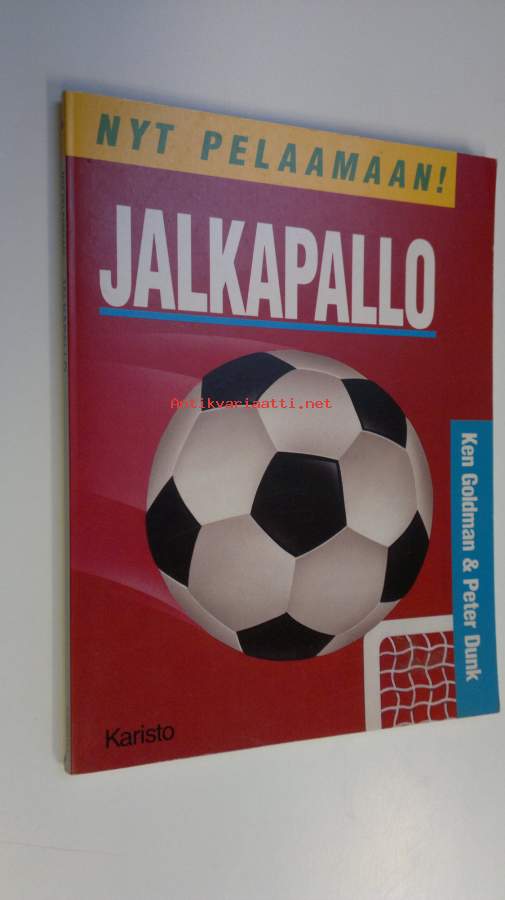 NYT PELAAMAAN!
JALKAPALLO
Antikvariaatti.net
Ken Goldman & Peter Dunk
Karisto